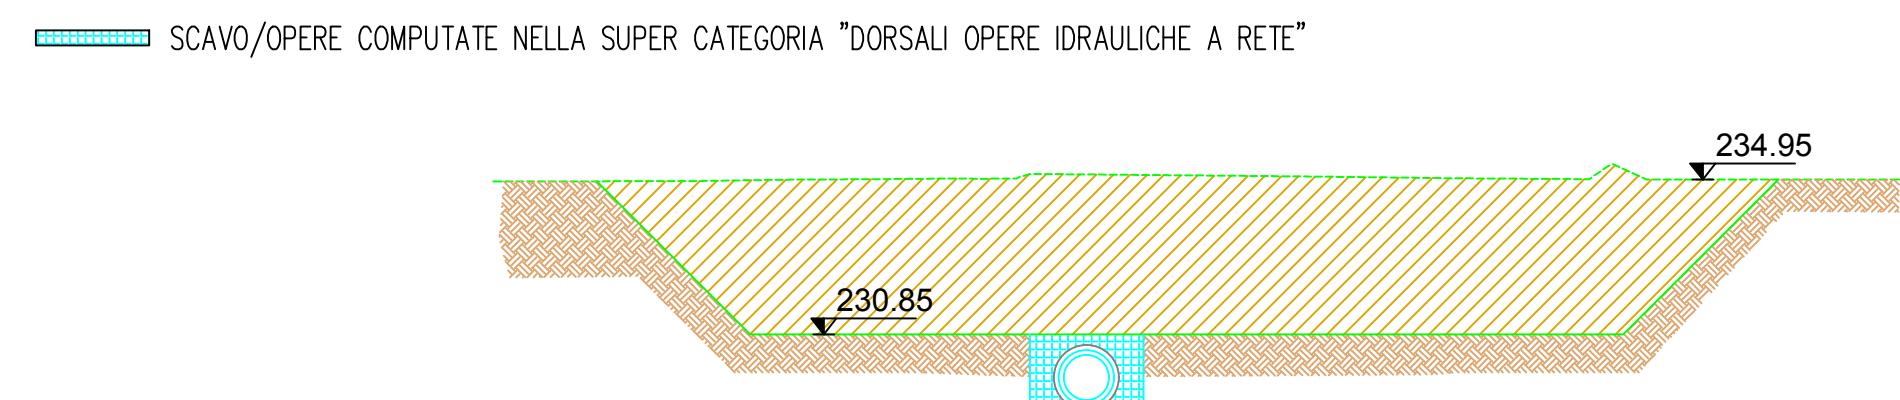 SCAVO/OPERE COMPUTATE NELLA SUPER CATEGORIA "DORSALI OPERE IDRAULICHE A RETE"
234.95
230.85